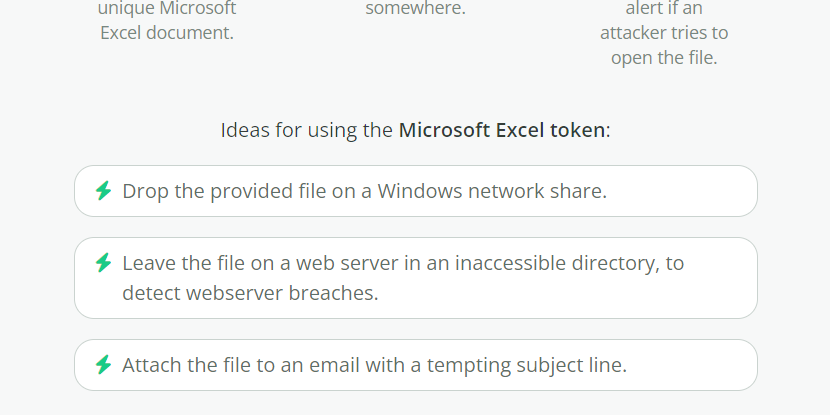 unique Microsoft
Excel document.
somewhere.
alert if an
attacker tries to
open the file.
Ideas for using the Microsoft Excel token:
Drop the provided file on a Windows network share.
Leave the file on a web server in an inaccessible directory, to
detect webserver breaches.
Attach the file to an email with a tempting subject line.